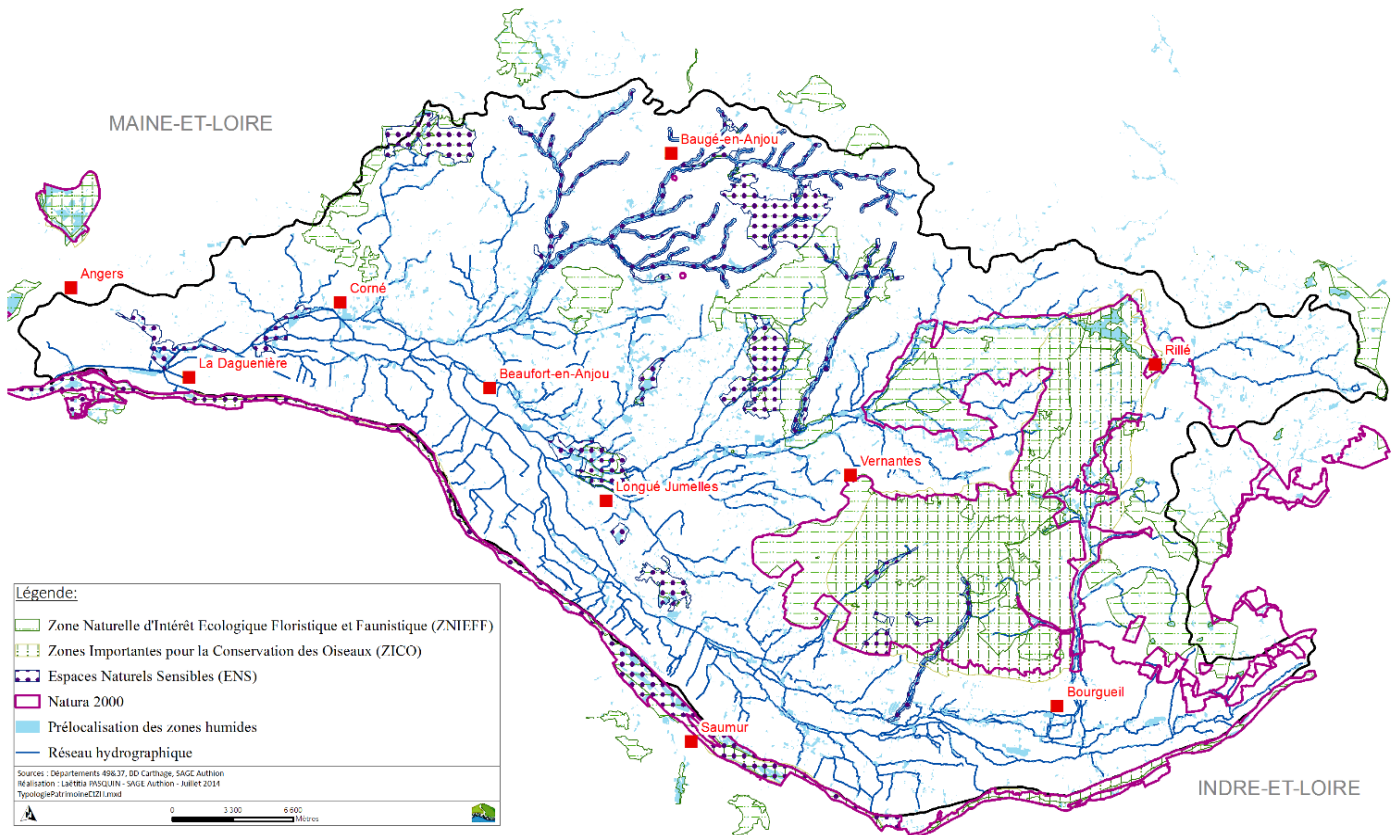 MAINE-ET-LOIRE
Baugé-en-Anjou
Angers
Corné
Rillé
La Daguenière
Beaufort-en-Anjou
Vernantes
Longué Jumelles
Légende:
Zone Naturelle d'Intérêt Ecologique Floristique et Faunistique (ZNIEFF)
Zones Importantes pour la Conservation des Oiseaux (ZICO)
Espaces Naturels Sensibles (ENS)
Natura 2000
Prélocalisation des zones humides
Réseau hydrographique
Bourgueil
Saumur
Sources : Départements 49&37, BD Carthage, SAGE Authion
Réalisation : Laëtitia PASQUIN - SAGE Authion - Juillet 2014
INDRE-ET-LOIRE
0 3 300 6 600
Mètres